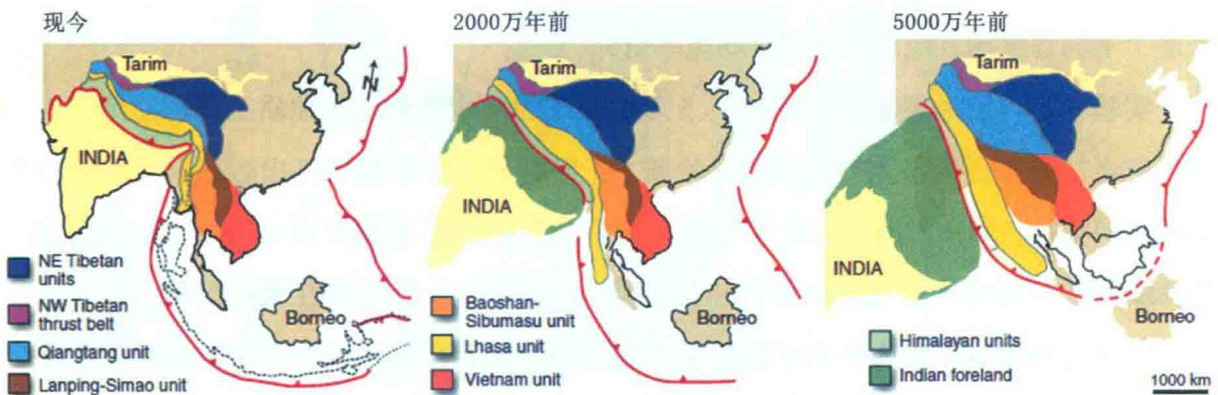 现今
Tarim
N
INDIA
Borneo
NE Tibetan
units
NW Tibetan
thrust belt
Qiangtang unit
Lanping-Simao unit
2000万年前
Tarim
INDIA
Borneo
Baoshan-
Sibumasu unit
Lhasa unit
Vietnam unit
5000万年前
Tarim
INDIA
Borneo
Himalayan units
Indian foreland
1000 km